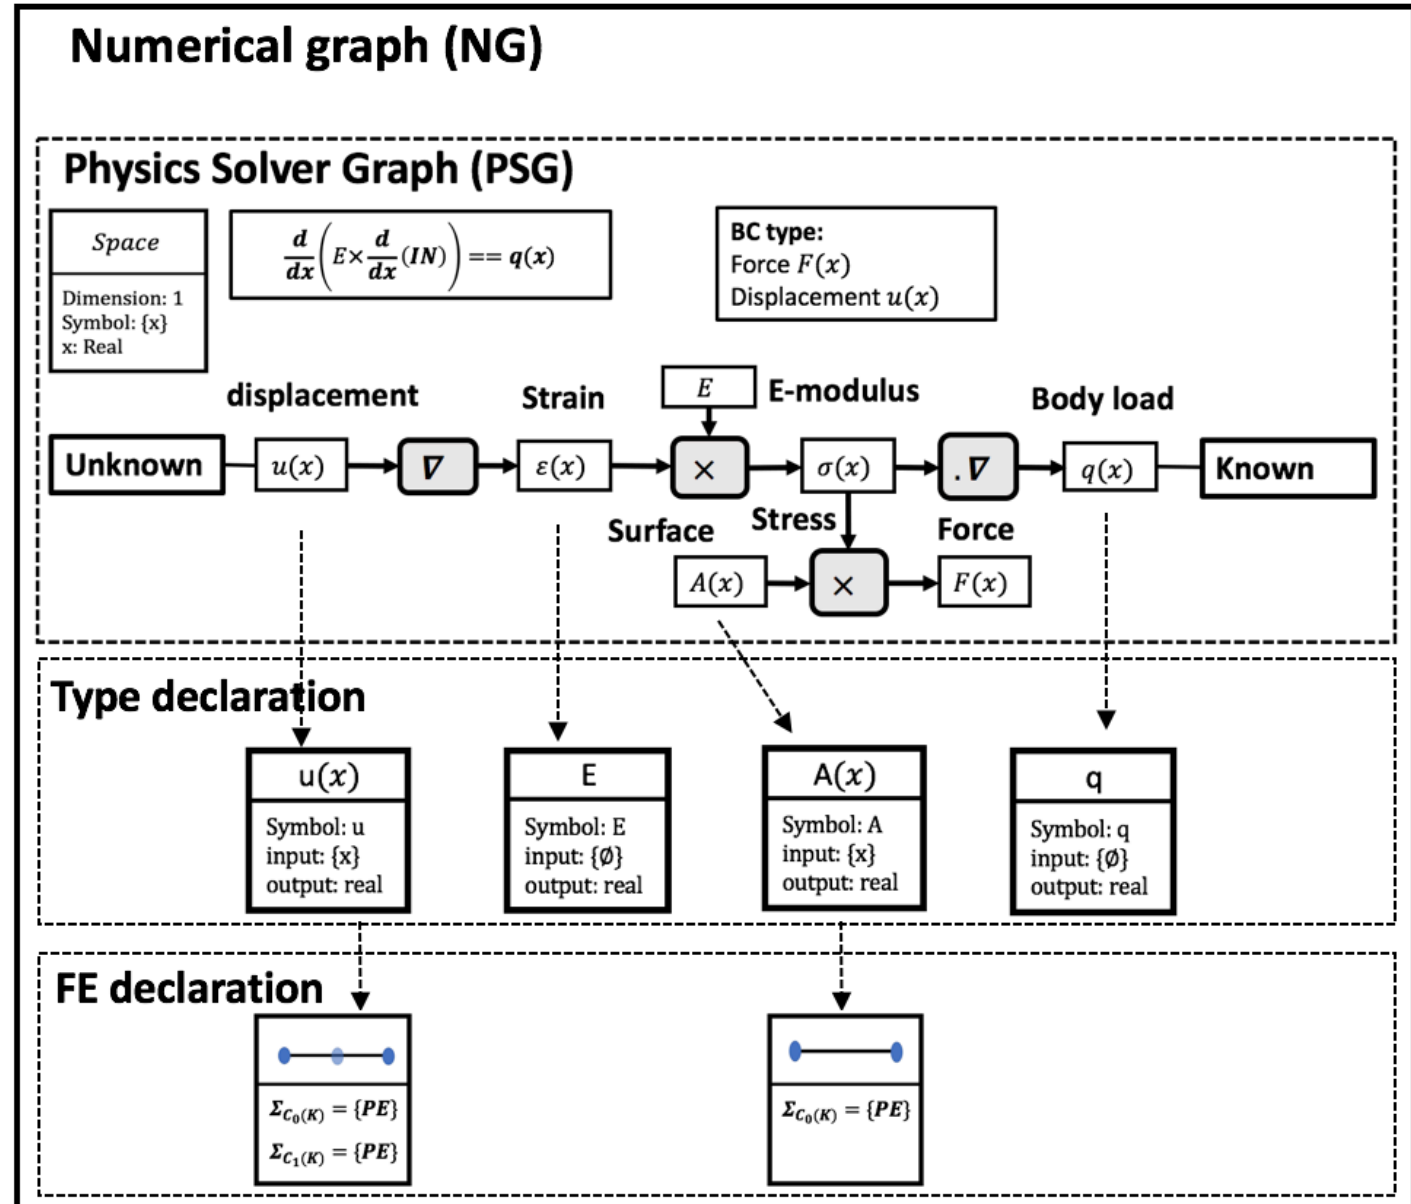 Numerical graph (NG)
Physics Solver Graph (PSG)
Space
Dimension: 1
Symbol: {x}
x: Real
d/dx(E×d/dx(IN)) == q(x)
BC type:
Force F(x)
Displacement u(x)
displacement
Strain
E
E-modulus
Body load
Unknown
u(x)
∇
ε(x)
×
σ(x)
.∇
q(x)
Known
Surface
Stress
Force
A(x)
×
F(x)
Type declaration
u(x)
Symbol: u
input: {x}
output: real
E
Symbol: E
input: {∅}
output: real
A(x)
Symbol: A
input: {x}
output: real
q
Symbol: q
input: {∅}
output: real
FE declaration
Σ_{C_0(K)} = {PE}
Σ_{C_1(K)} = {PE}
Σ_{C_0(K)} = {PE}